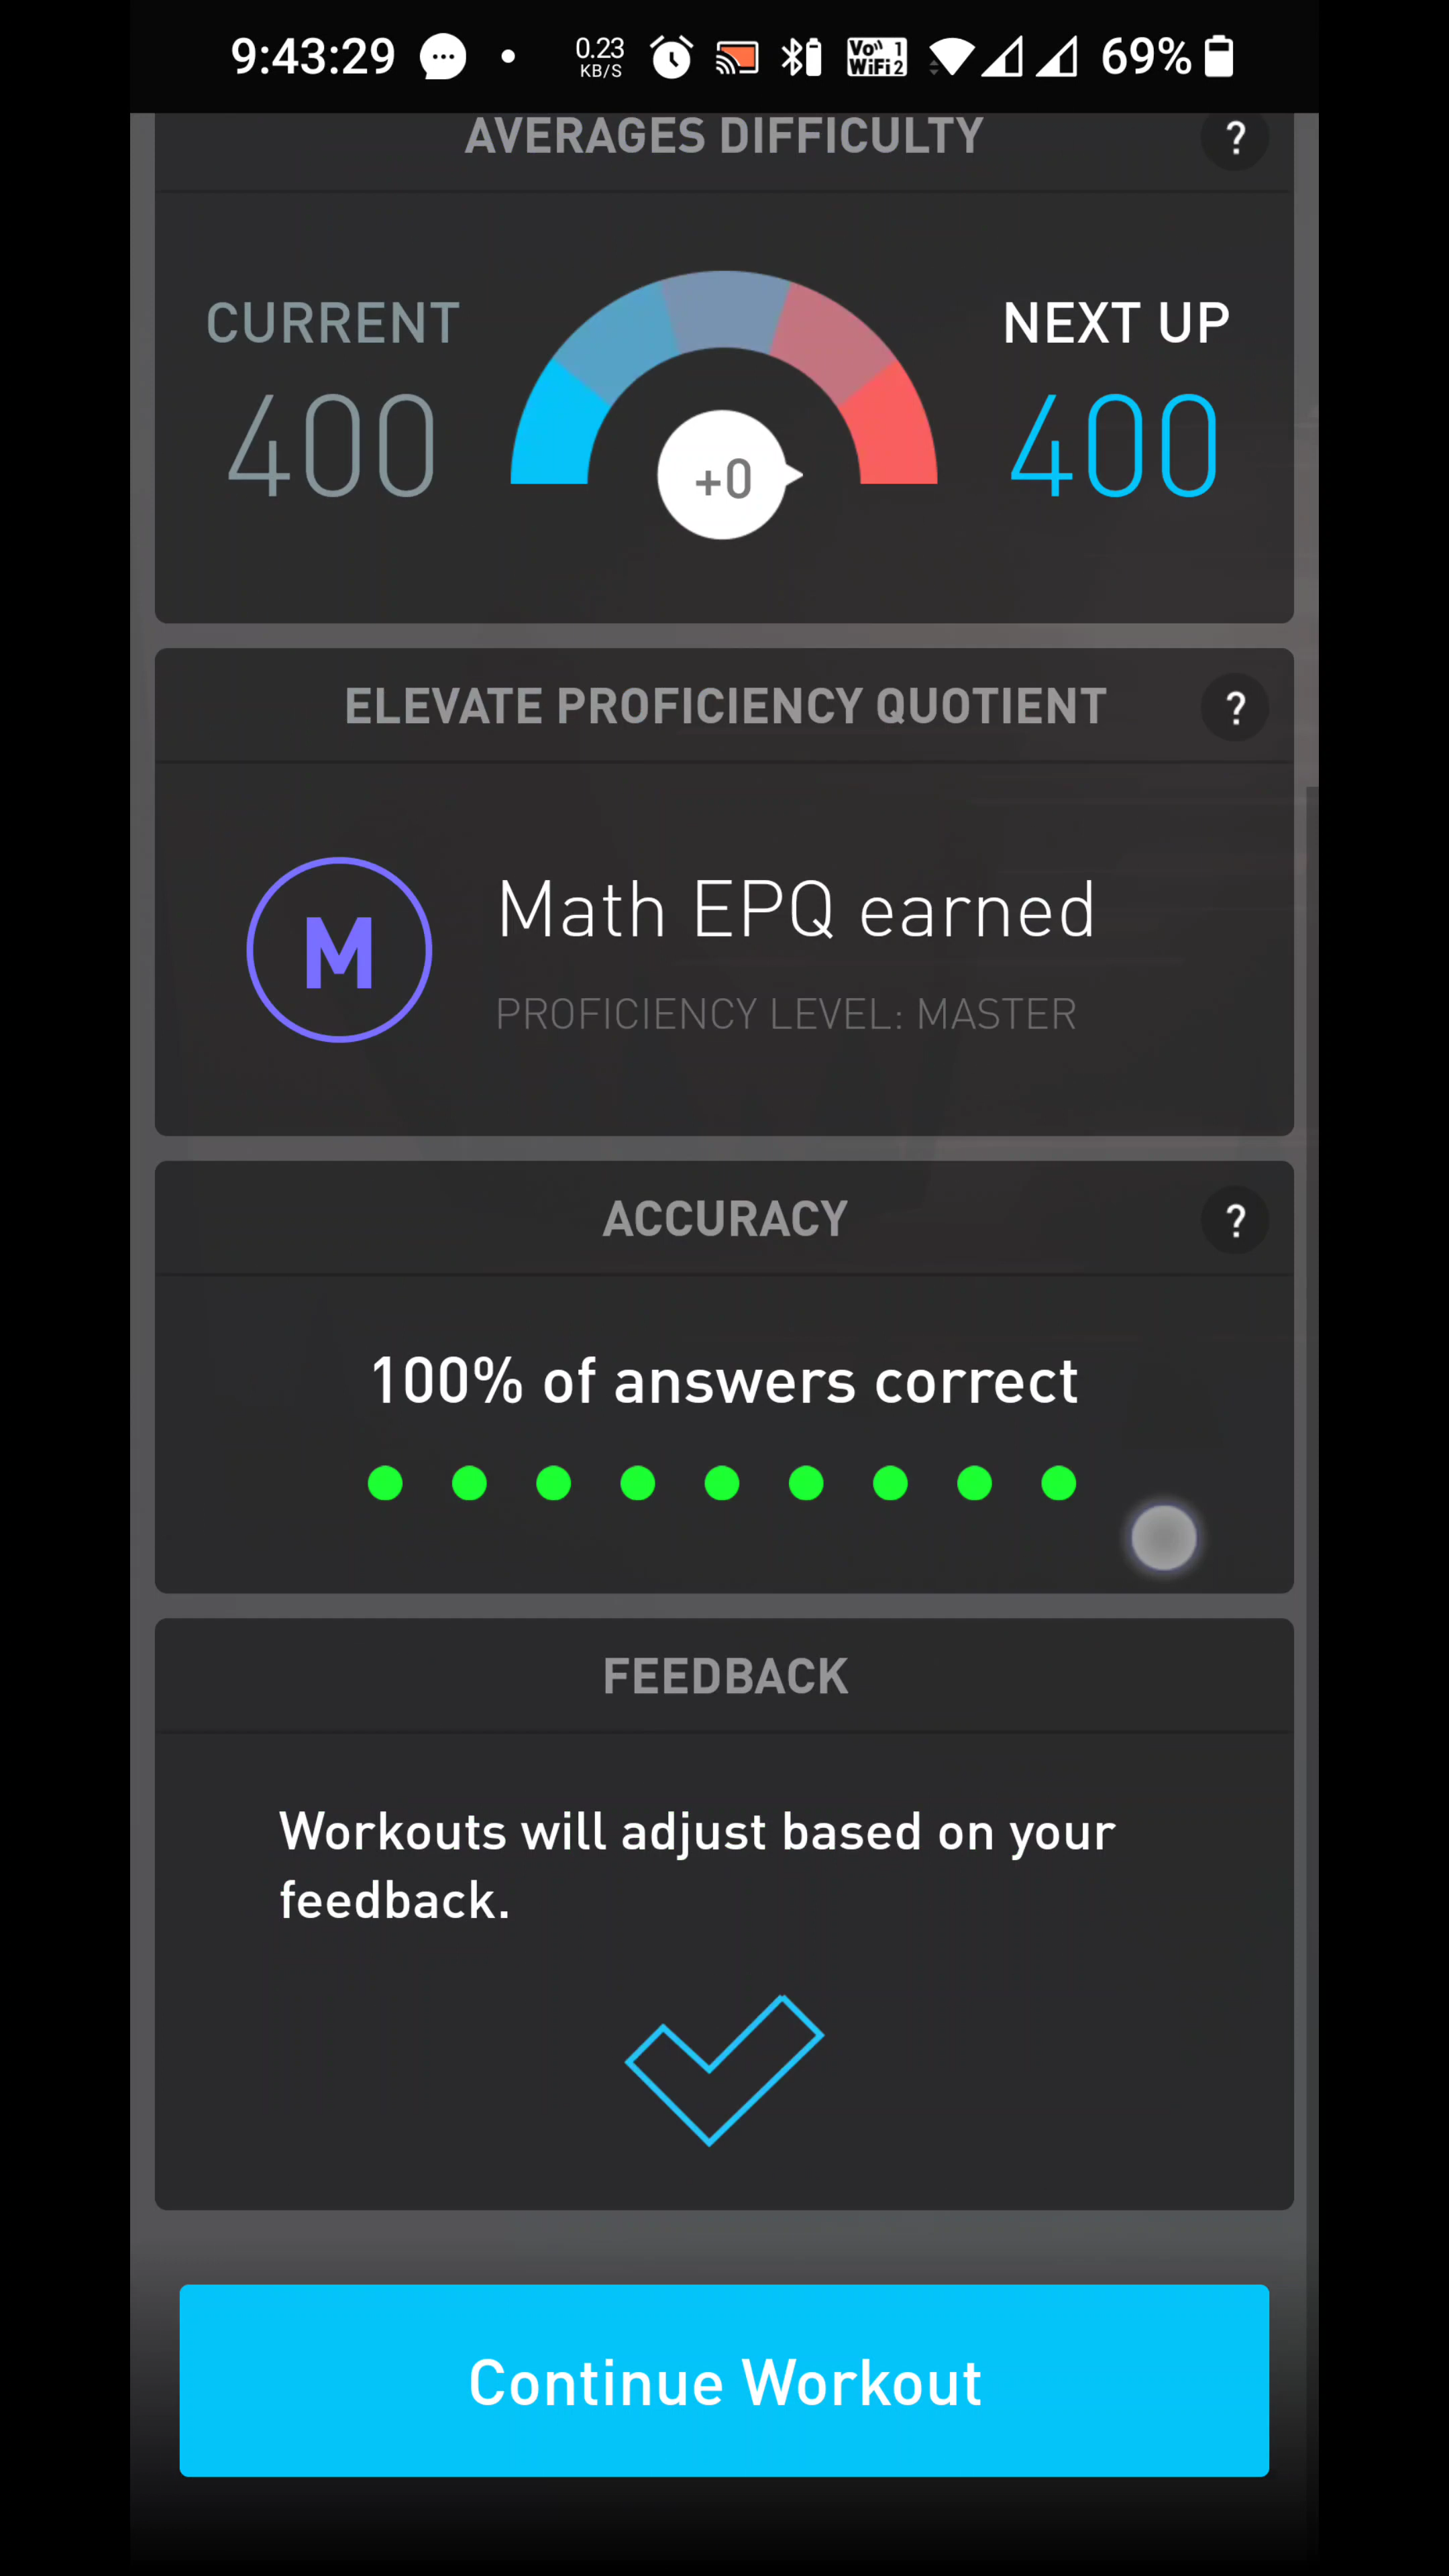 9:43:29 0.23 KB/S Vo 1 WiFi 2 69%
AVERAGES DIFFICULTY ?
CURRENT NEXT UP
400 +0 400
ELEVATE PROFICIENCY QUOTIENT ?
M Math EPQ earned
PROFICIENCY LEVEL: MASTER
ACCURACY ?
100% of answers correct
FEEDBACK
Workouts will adjust based on your
feedback.
Continue Workout